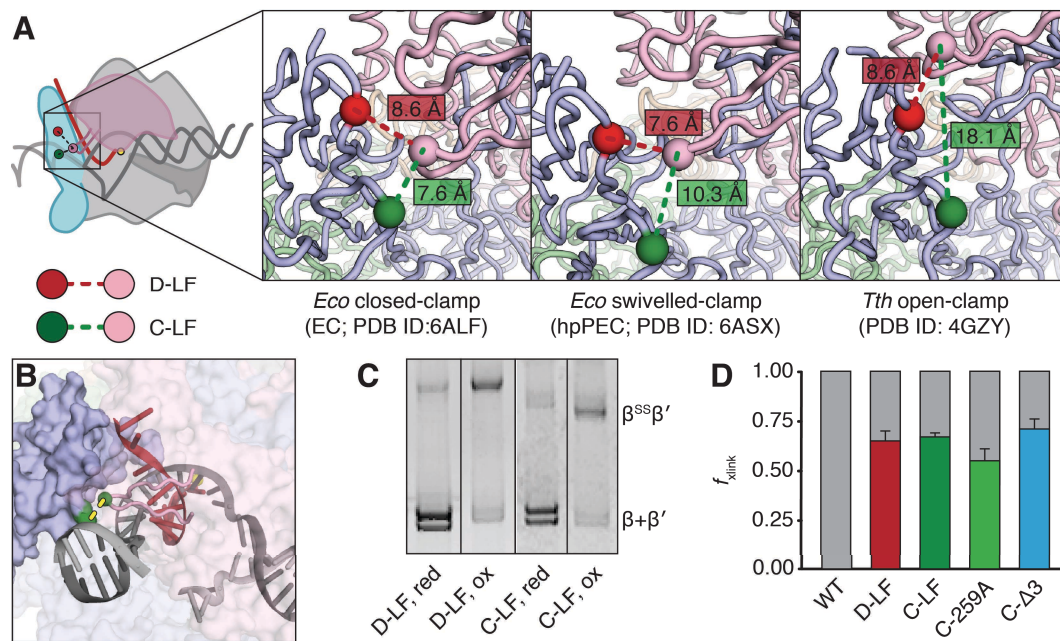 A
8.6 Å
7.6 Å
7.6 Å
10.3 Å
8.6 Å
18.1 Å
D-LF
C-LF
Eco closed-clamp
(EC; PDB ID:6ALF)
Eco swivelled-clamp
(hpPEC; PDB ID: 6ASX)
Tth open-clamp
(PDB ID: 4GZY)
B
C
βSSβ′
β+β′
D-LF, red
D-LF, ox
C-LF, red
C-LF, ox
D
fxlink
1.00
0.75
0.50
0.25
0.00
WT
D-LF
C-LF
C-259A
C-Δ3